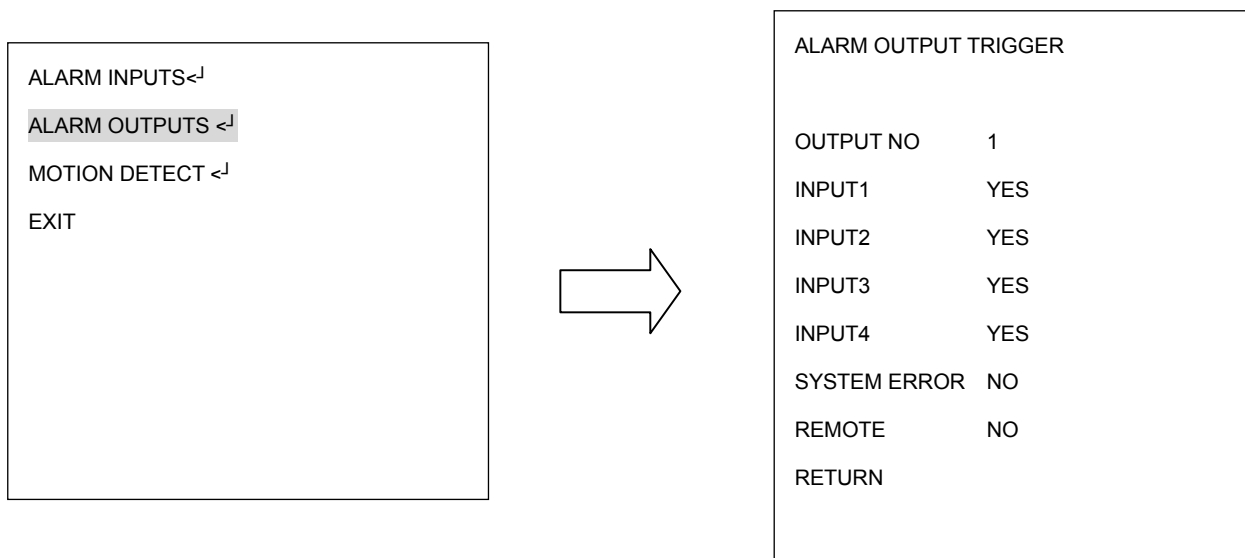 ALARM INPUTS<┘
ALARM OUTPUTS <┘
MOTION DETECT <┘
EXIT
ALARM OUTPUT TRIGGER
OUTPUT NO 1
INPUT1 YES
INPUT2 YES
INPUT3 YES
INPUT4 YES
SYSTEM ERROR NO
REMOTE NO
RETURN